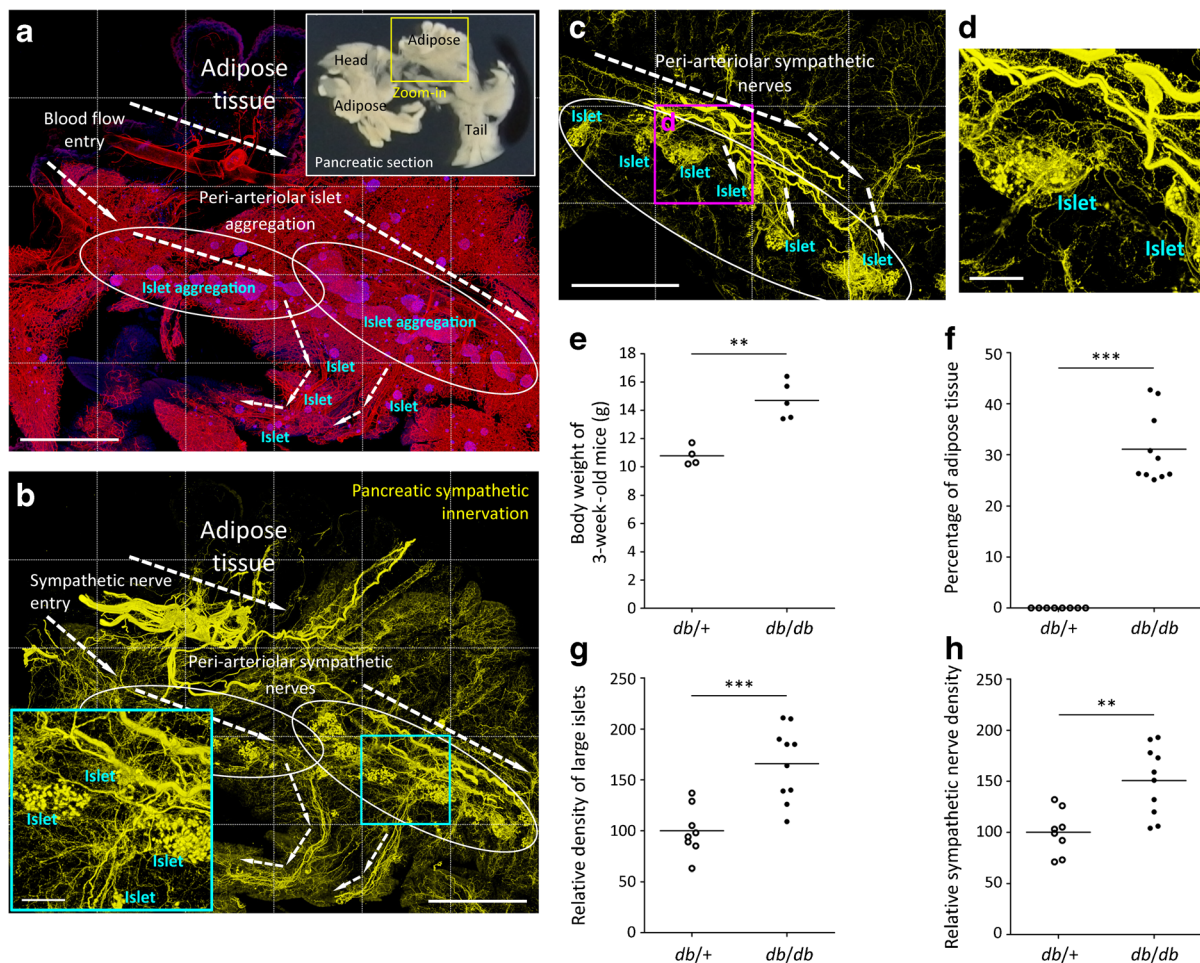 a
Adipose
tissue
Blood flow
entry
Peri-arteriolar islet
aggregation
Islet aggregation
Islet aggregation
Islet
Islet
Islet
Islet
Head
Adipose
Adipose
Zoom-in
Tail
Pancreatic section
b
Pancreatic sympathetic
innervation
Adipose
tissue
Sympathetic nerve
entry
Peri-arteriolar sympathetic
nerves
Islet
Islet
Islet
Islet
c
Peri-arteriolar sympathetic
nerves
d
Islet
Islet
Islet
Islet
Islet
Islet
d
Islet
Islet
e
Body weight of
3-week-old mice (g)
18
16
14
12
10
8
6
4
2
0
**
db/+
db/db
f
Percentage of adipose tissue
50
40
30
20
10
0
***
db/+
db/db
g
Relative density of large islets
250
200
150
100
50
0
***
db/+
db/db
h
Relative sympathetic nerve density
250
200
150
100
50
0
**
db/+
db/db